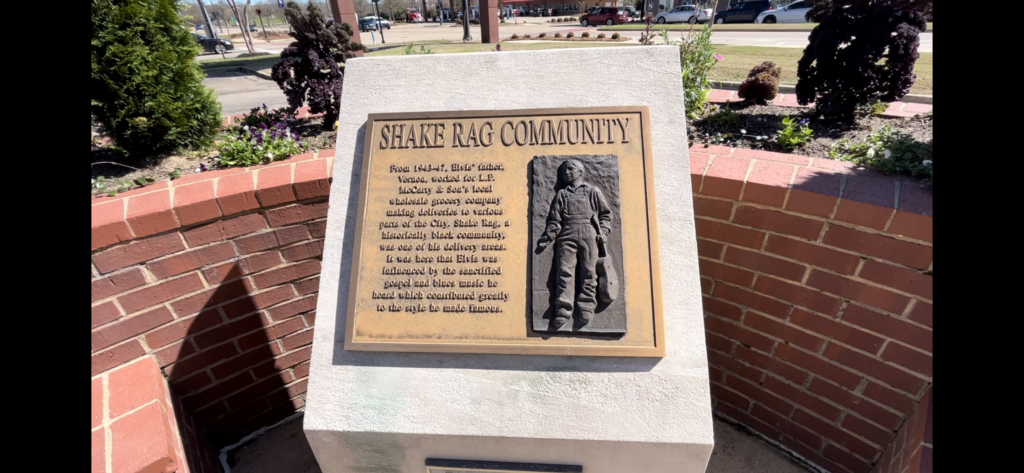 SHAKE RAG COMMUNITY
From 1943-47, Elvis' father,
Vernon, worked for L.P.
McCarty & Son's local
wholesale grocery company
making deliveries to various
parts of the City. Shake Rag, a
historically black community,
was one of his delivery areas.
It was here that Elvis was
influenced by the sanctified
gospel and blues music he
heard which contributed greatly
to the style he made famous.